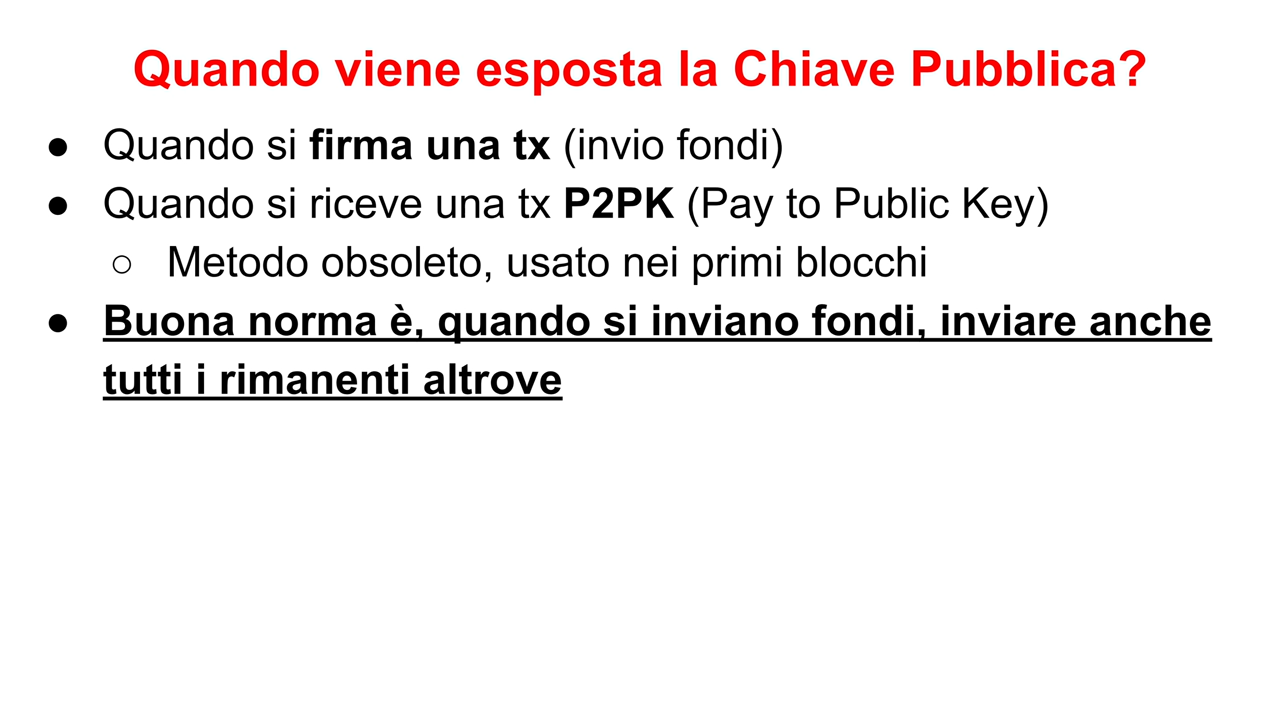 Quando viene esposta la Chiave Pubblica?
● Quando si firma una tx (invio fondi)
● Quando si riceve una tx P2PK (Pay to Public Key)
○ Metodo obsoleto, usato nei primi blocchi
● Buona norma è, quando si inviano fondi, inviare anche
tutti i rimanenti altrove